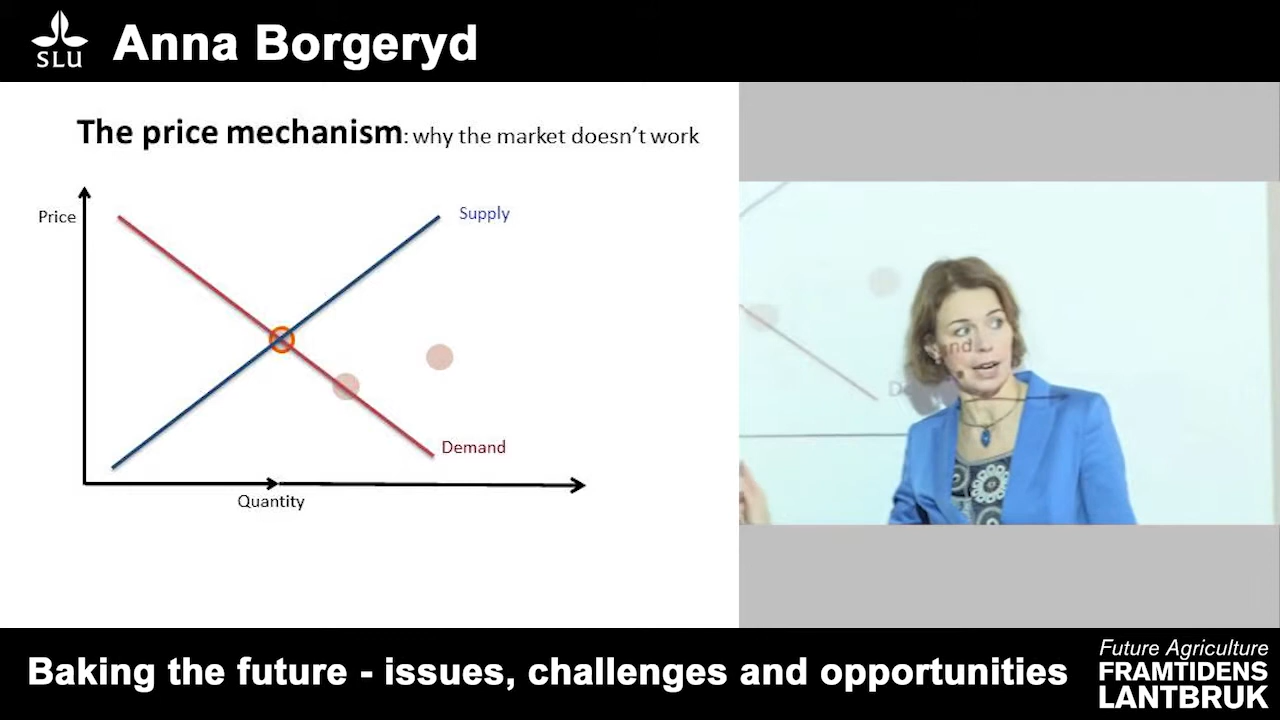 SLU
Anna Borgeryd
The price mechanism: why the market doesn't work
Price
Supply
Demand
Quantity
nd
D
Baking the future - issues, challenges and opportunities
Future Agriculture
FRAMTIDENS
LANTBRUK